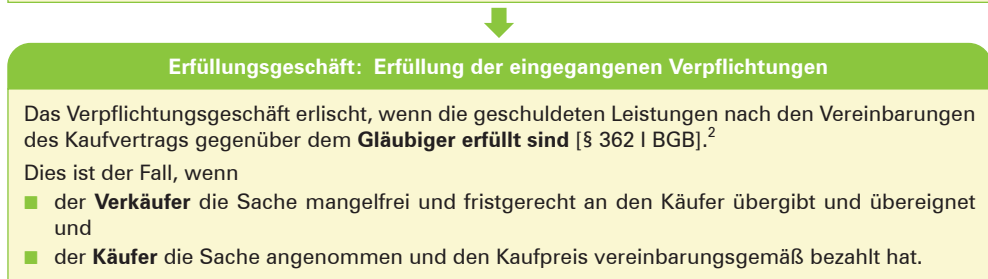 Erfüllungsgeschäft: Erfüllung der eingegangenen Verpflichtungen
Das Verpflichtungsgeschäft erlischt, wenn die geschuldeten Leistungen nach den Vereinbarungen
des Kaufvertrags gegenüber dem Gläubiger erfüllt sind [§ 362 I BGB].²
Dies ist der Fall, wenn
■ der Verkäufer die Sache mangelfrei und fristgerecht an den Käufer übergibt und übereignet
und
■ der Käufer die Sache angenommen und den Kaufpreis vereinbarungsgemäß bezahlt hat.